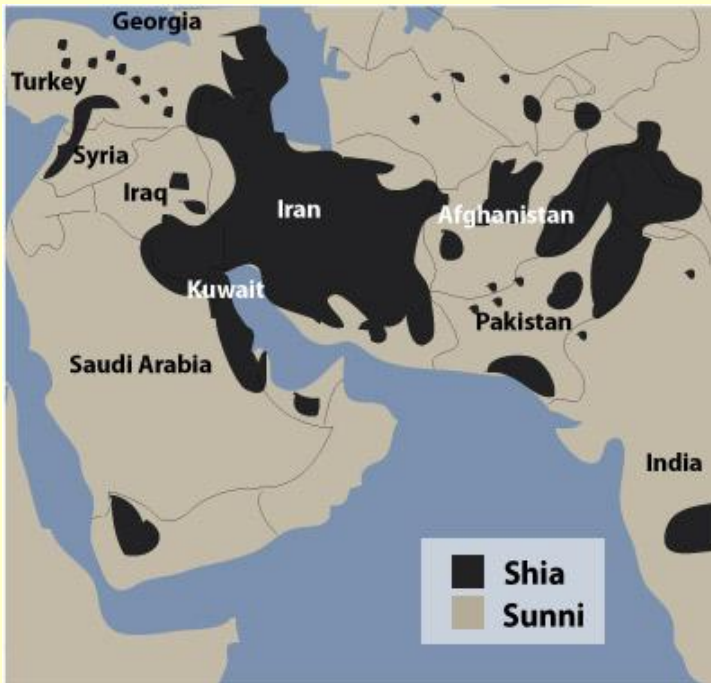 Georgia
Turkey
Syria
Iraq
Iran
Afghanistan
Kuwait
Pakistan
Saudi Arabia
India
Shia
Sunni